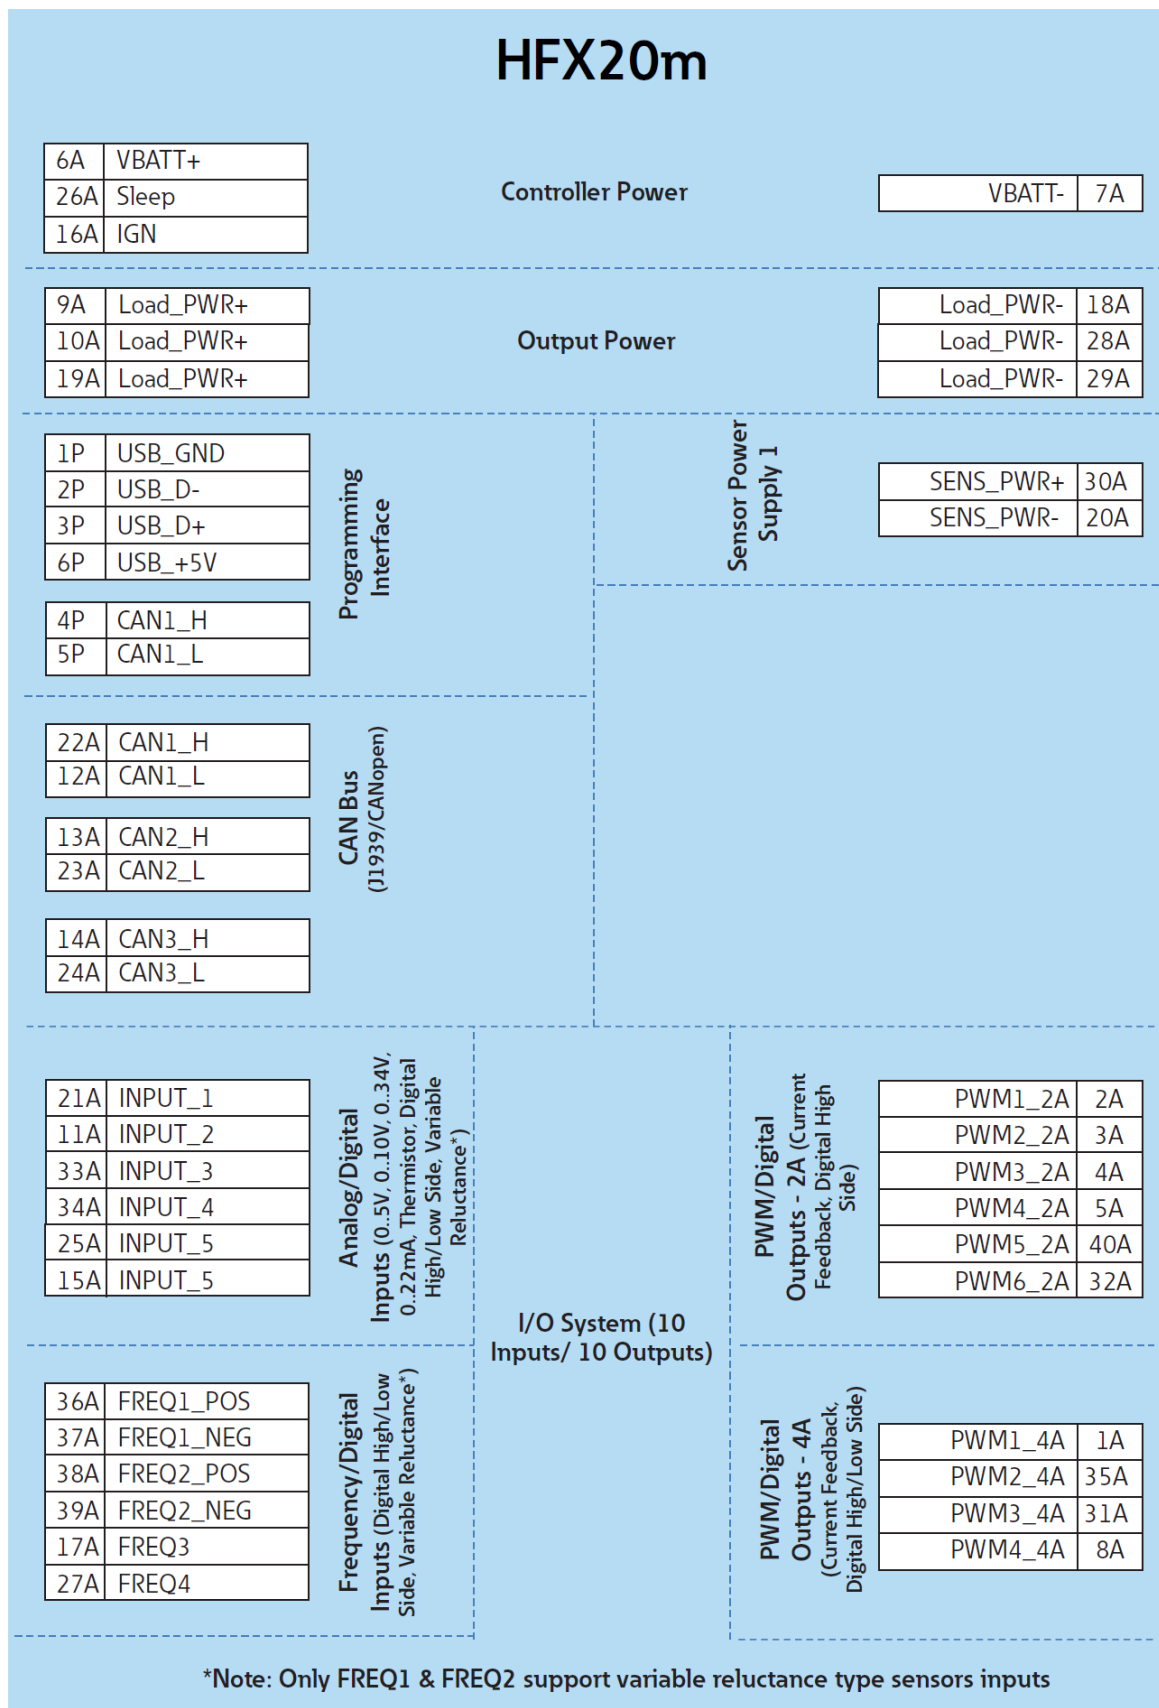 HFX20m
6A VBATT+
26A Sleep
16A IGN
Controller Power
VBATT- 7A
9A Load_PWR+
10A Load_PWR+
19A Load_PWR+
Output Power
Load_PWR- 18A
Load_PWR- 28A
Load_PWR- 29A
1P USB_GND
2P USB_D-
3P USB_D+
6P USB_+5V
4P CAN1_H
5P CAN1_L
Programming
Interface
Sensor Power
Supply 1
SENS_PWR+ 30A
SENS_PWR- 20A
22A CAN1_H
12A CAN1_L
13A CAN2_H
23A CAN2_L
14A CAN3_H
24A CAN3_L
CAN Bus
(J1939/CANopen)
21A INPUT_1
11A INPUT_2
33A INPUT_3
34A INPUT_4
25A INPUT_5
15A INPUT_5
Analog/Digital
Inputs (0..5V, 0..10V, 0..34V,
0..22mA, Thermistor, Digital
High/Low Side, Variable
Reluctance*)
I/O System (10
Inputs/ 10 Outputs)
PWM/Digital
Outputs - 2A (Current
Feedback, Digital High
Side)
PWM1_2A 2A
PWM2_2A 3A
PWM3_2A 4A
PWM4_2A 5A
PWM5_2A 40A
PWM6_2A 32A
36A FREQ1_POS
37A FREQ1_NEG
38A FREQ2_POS
39A FREQ2_NEG
17A FREQ3
27A FREQ4
Frequency/Digital
Inputs (Digital High/Low
Side, Variable Reluctance*)
PWM/Digital
Outputs - 4A
(Current Feedback,
Digital High/Low Side)
PWM1_4A 1A
PWM2_4A 35A
PWM3_4A 31A
PWM4_4A 8A
*Note: Only FREQ1 & FREQ2 support variable reluctance type sensors inputs